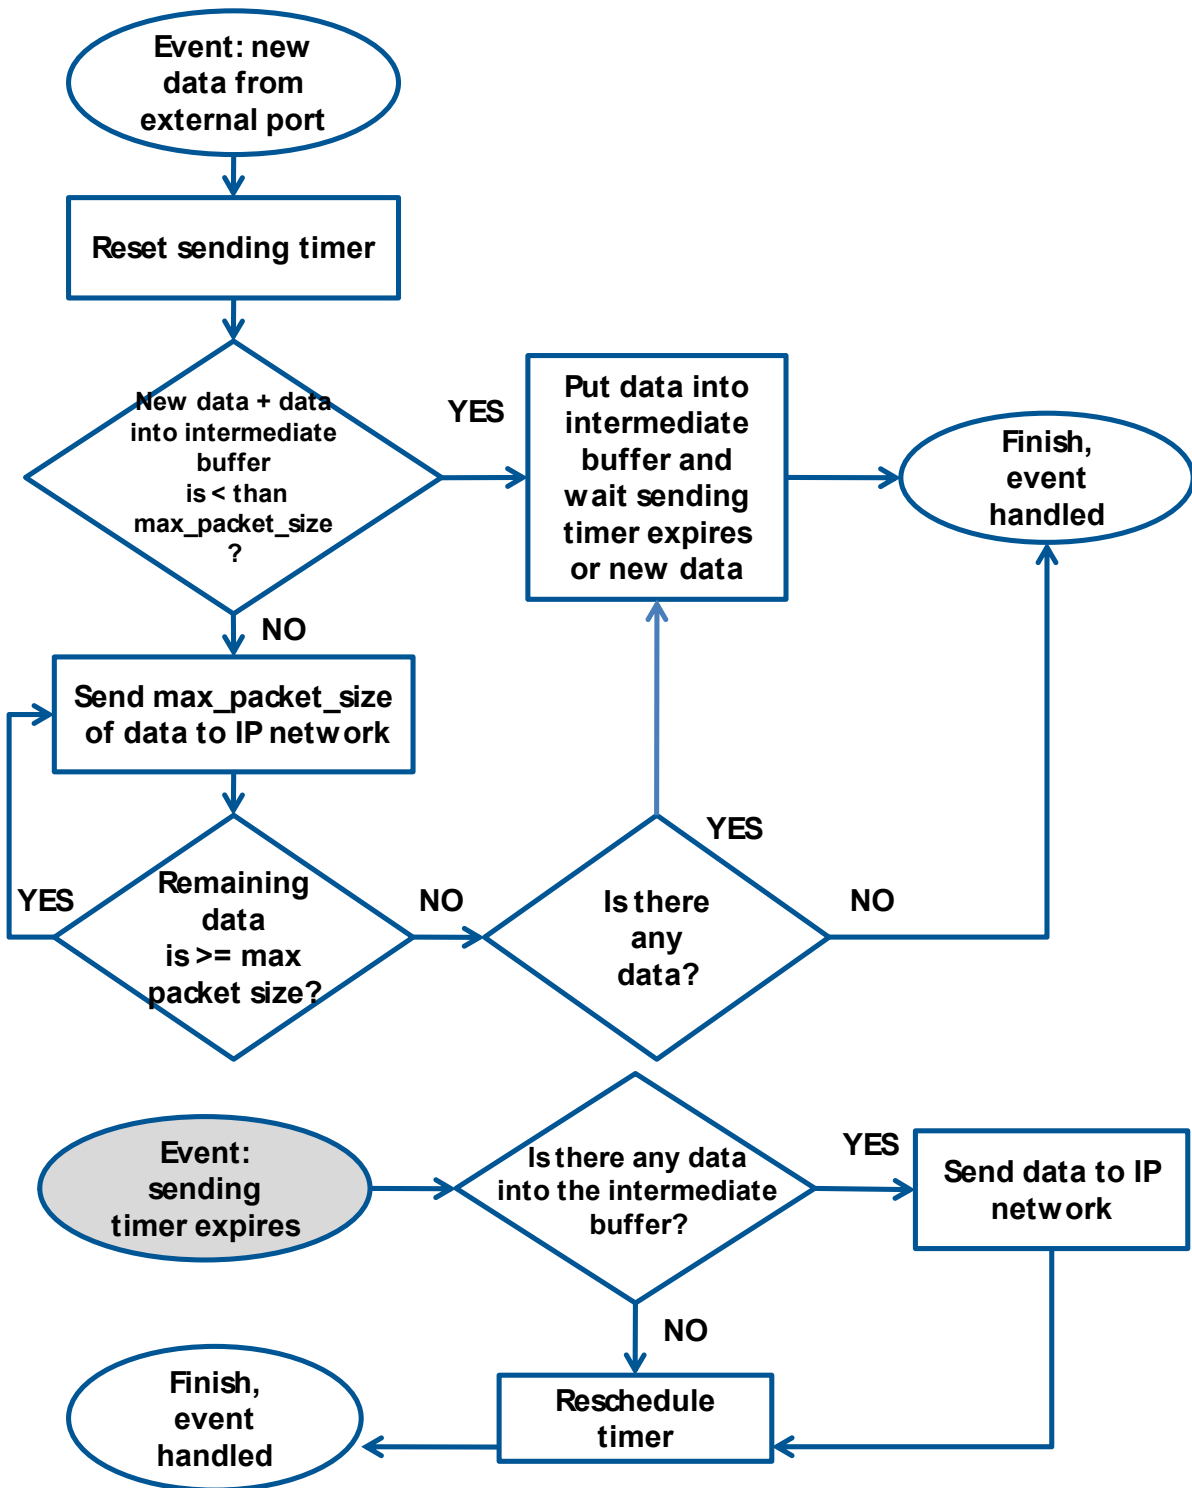 Event: new
data from
external port
Reset sending timer
New data + data
into intermediate
buffer
is < than
max_packet_size
?
YES
Put data into
intermediate
buffer and
wait sending
timer expires
or new data
Finish,
event
handled
NO
Send max_packet_size
of data to IP network
YES
Remaining
data
is >= max
packet size?
NO
YES
Is there
any
data?
NO
Event:
sending
timer expires
Is there any data
into the intermediate
buffer?
YES
Send data to IP
network
NO
Reschedule
timer
Finish,
event
handled